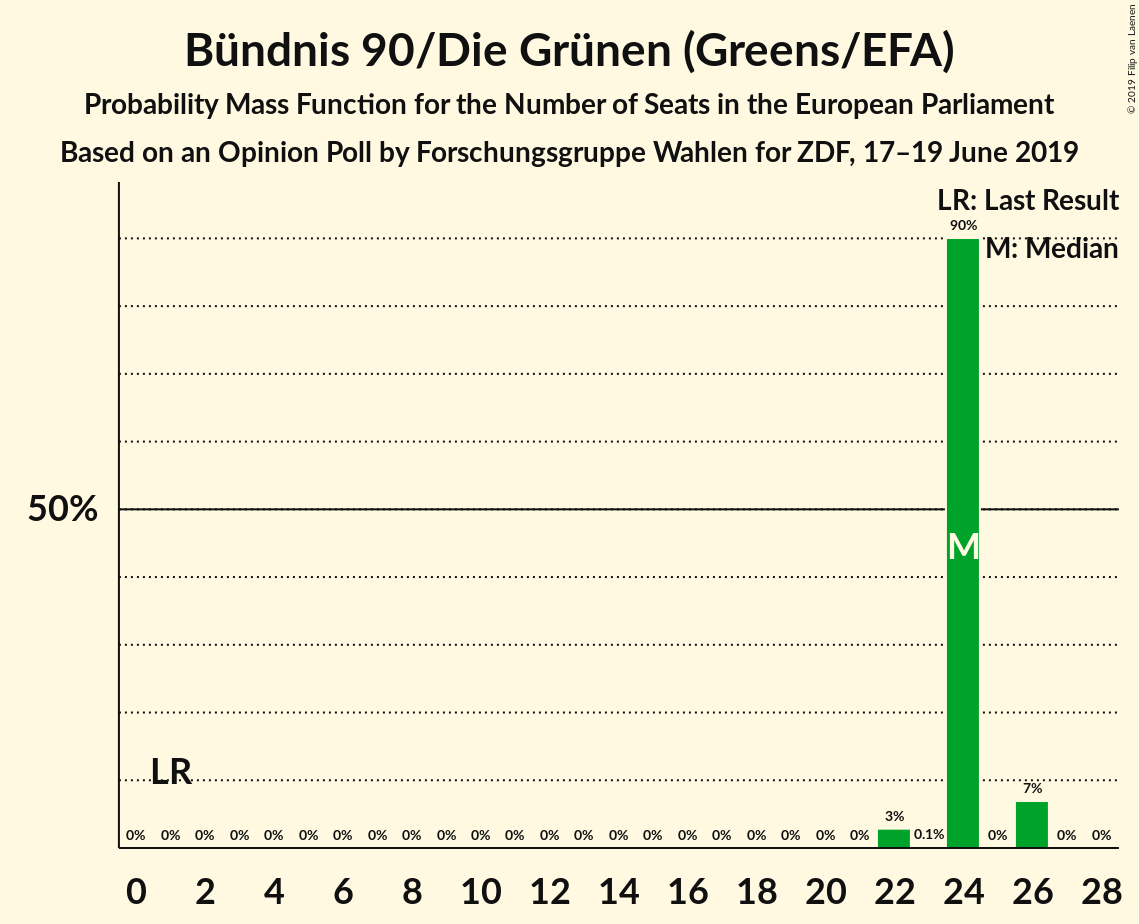 Bündnis 90/Die Grünen (Greens/EFA)
Probability Mass Function for the Number of Seats in the European Parliament
Based on an Opinion Poll by Forschungsgruppe Wahlen for ZDF, 17–19 June 2019
© 2019 Filip van Laenen
LR: Last Result
M: Median
90%
50%
M
LR
7%
3%
0% 0% 0% 0% 0% 0% 0% 0% 0% 0% 0% 0% 0% 0% 0% 0% 0% 0% 0% 0% 0% 0% 0.1% 0% 0% 0%
0 2 4 6 8 10 12 14 16 18 20 22 24 26 28